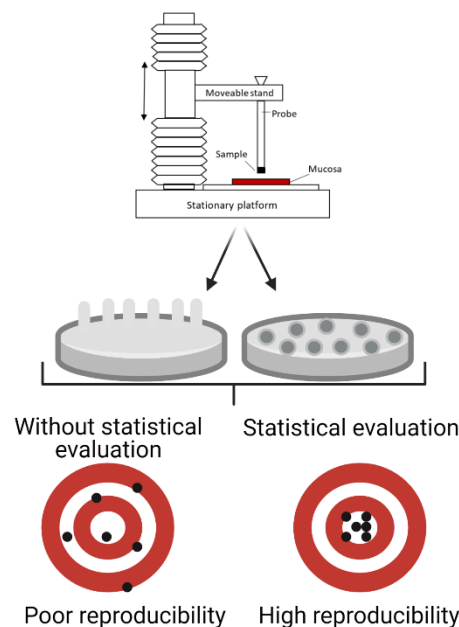 Moveable stand
Probe
Sample
Mucosa
Stationary platform
Without statistical
evaluation
Statistical evaluation
Poor reproducibility
High reproducibility